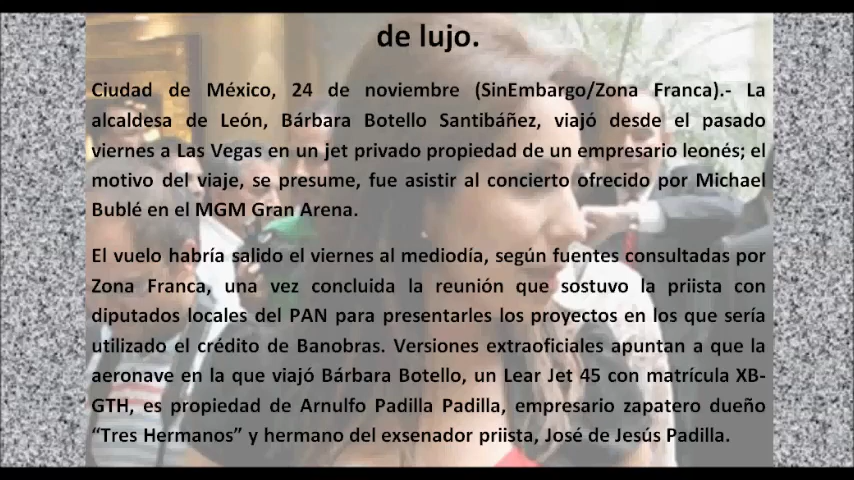 de lujo.
Ciudad de México, 24 de noviembre (SinEmbargo/Zona Franca).- La
alcaldesa de León, Bárbara Botello Santibáñez, viajó desde el pasado
viernes a Las Vegas en un jet privado propiedad de un empresario leonés; el
motivo del viaje, se presume, fue asistir al concierto ofrecido por Michael
Bublé en el MGM Gran Arena.
El vuelo habría salido el viernes al mediodía, según fuentes consultadas por
Zona Franca, una vez concluida la reunión que sostuvo la priista con
diputados locales del PAN para presentarles los proyectos en los que sería
utilizado el crédito de Banobras. Versiones extraoficiales apuntan a que la
aeronave en la que viajó Bárbara Botello, un Lear Jet 45 con matrícula XB-
GTH, es propiedad de Arnulfo Padilla Padilla, empresario zapatero dueño
“Tres Hermanos” y hermano del exsenador priista, José de Jesús Padilla.